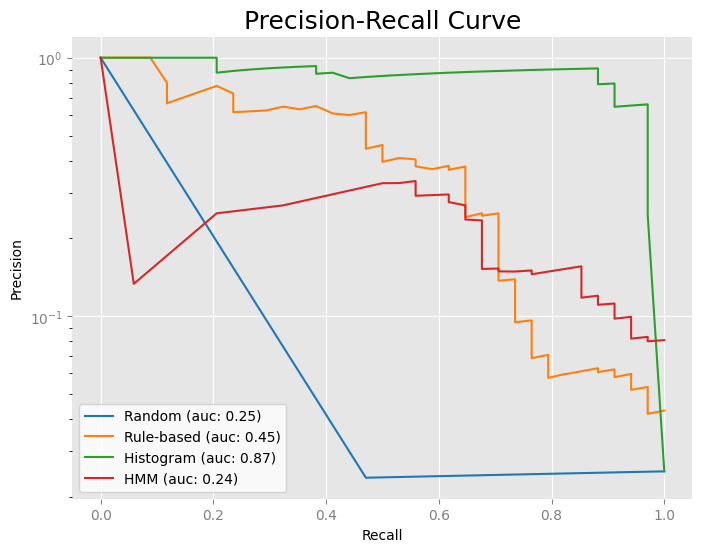 Precision-Recall Curve
10⁰
Precision
10⁻¹
Random (auc: 0.25)
Rule-based (auc: 0.45)
Histogram (auc: 0.87)
HMM (auc: 0.24)
0.0 0.2 0.4 0.6 0.8 1.0
Recall